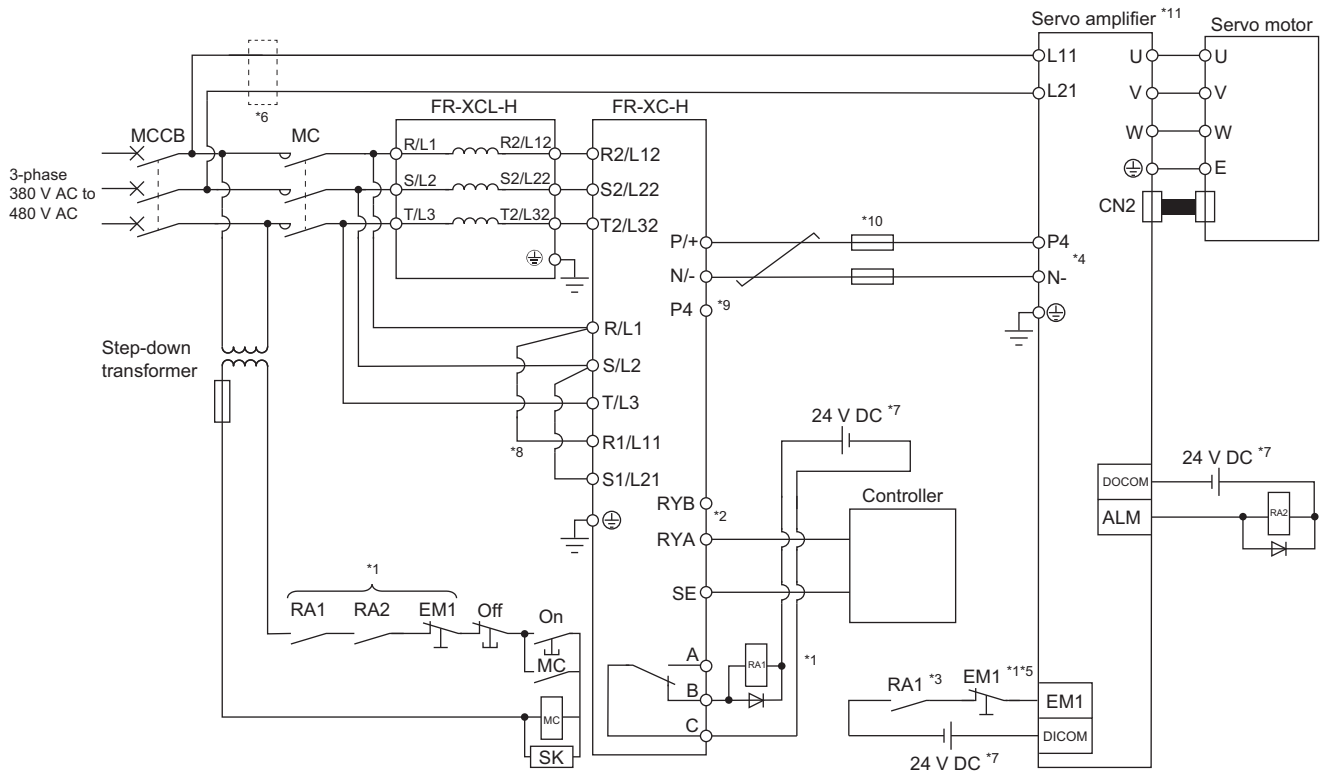 Servo amplifier *11
Servo motor
L11
U
U
L21
V
V
FR-XCL-H
FR-XC-H
*6
MCCB
MC
W
W
R/L1
R2/L12
R2/L12
3-phase
380 V AC to
480 V AC
S/L2
S2/L22
S2/L22
E
CN2
T/L3
T2/L32
T2/L32
P/+
*10
P4
*4
N/-
N-
P4
*9
R/L1
Step-down
transformer
S/L2
T/L3
24 V DC *7
R1/L11
*8
S1/L21
24 V DC *7
DOCOM
RA2
ALM
Controller
RYB
*2
RYA
SE
*1
RA1
RA2
EM1
Off
On
MC
A
RA1
*1
B
C
RA1 *3
EM1 *1*5
EM1
DICOM
24 V DC *7
MC
SK